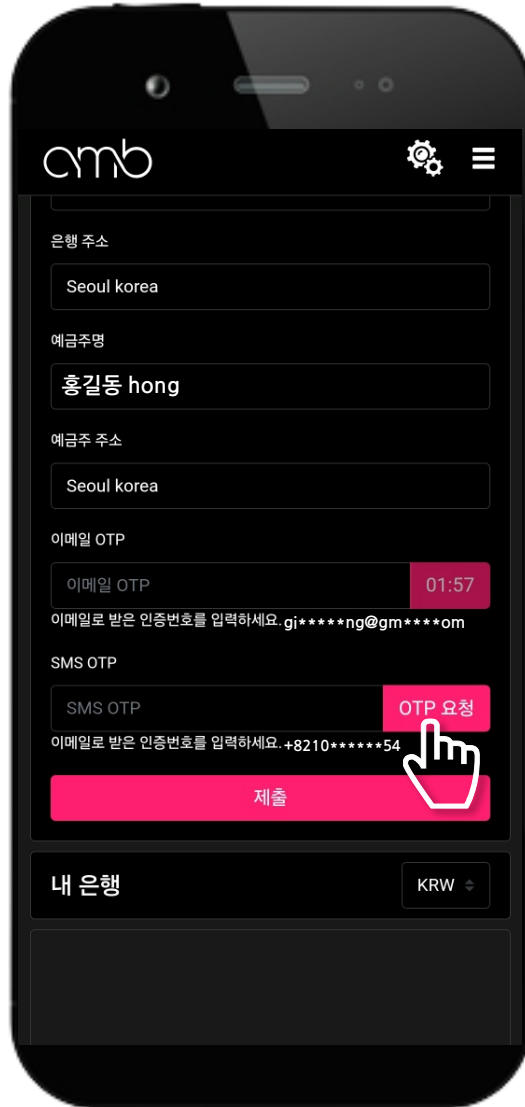 amb
은행 주소
Seoul korea
예금주명
홍길동 hong
예금주 주소
Seoul korea
이메일 OTP
이메일 OTP 01:57
이메일로 받은 인증번호를 입력하세요.gj*****ng@gm****om
SMS OTP
SMS OTP OTP 요청
이메일로 받은 인증번호를 입력하세요.+8210******54
제출
내 은행 KRW